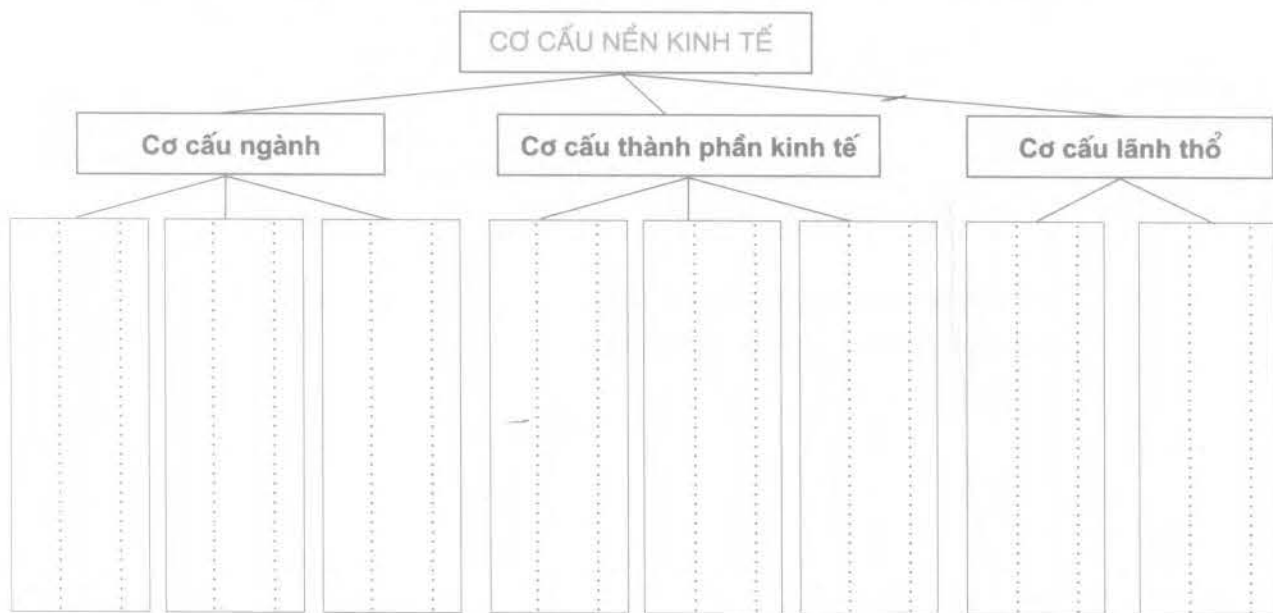 CƠ CẤU NỀN KINH TẾ
Cơ cấu ngành
Cơ cấu thành phần kinh tế
Cơ cấu lãnh thổ